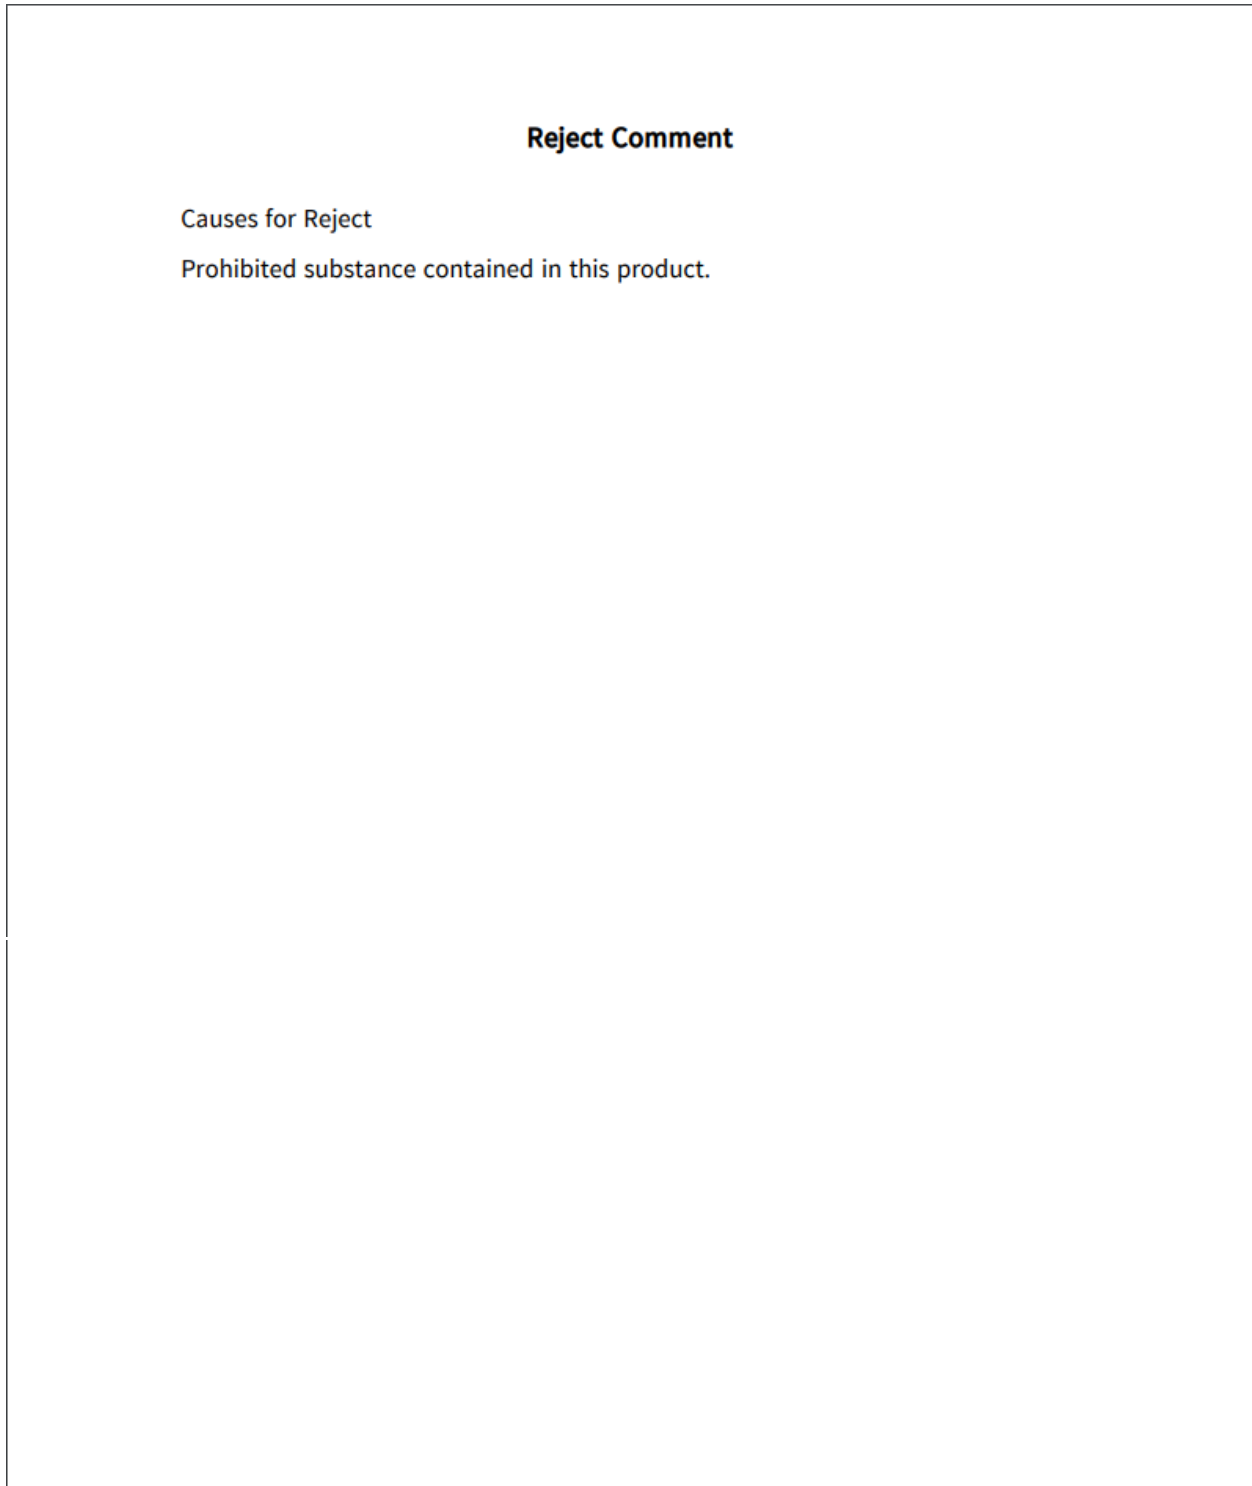 Reject Comment
Causes for Reject
Prohibited substance contained in this product.